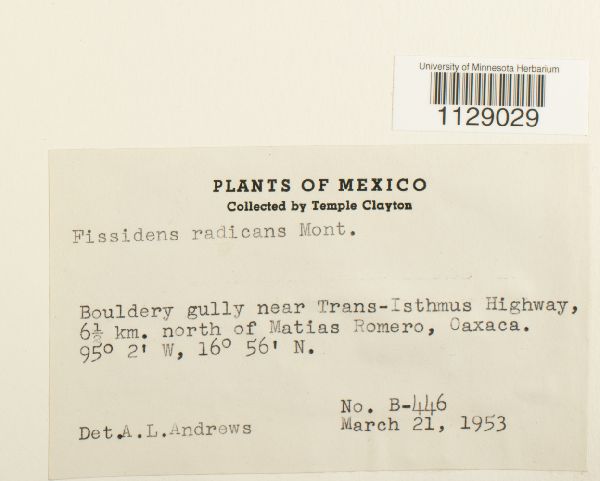 University of Minnesota Herbarium
1129029
PLANTS OF MEXICO
Collected by Temple Clayton
Fissidens radicans Mont.
Bouldery gully near Trans-Isthmus Highway,
6½ km. north of Matias Romero, Oaxaca.
95° 2' W, 16° 56' N.
No. B-446
Det.A.L.Andrews
March 21, 1953